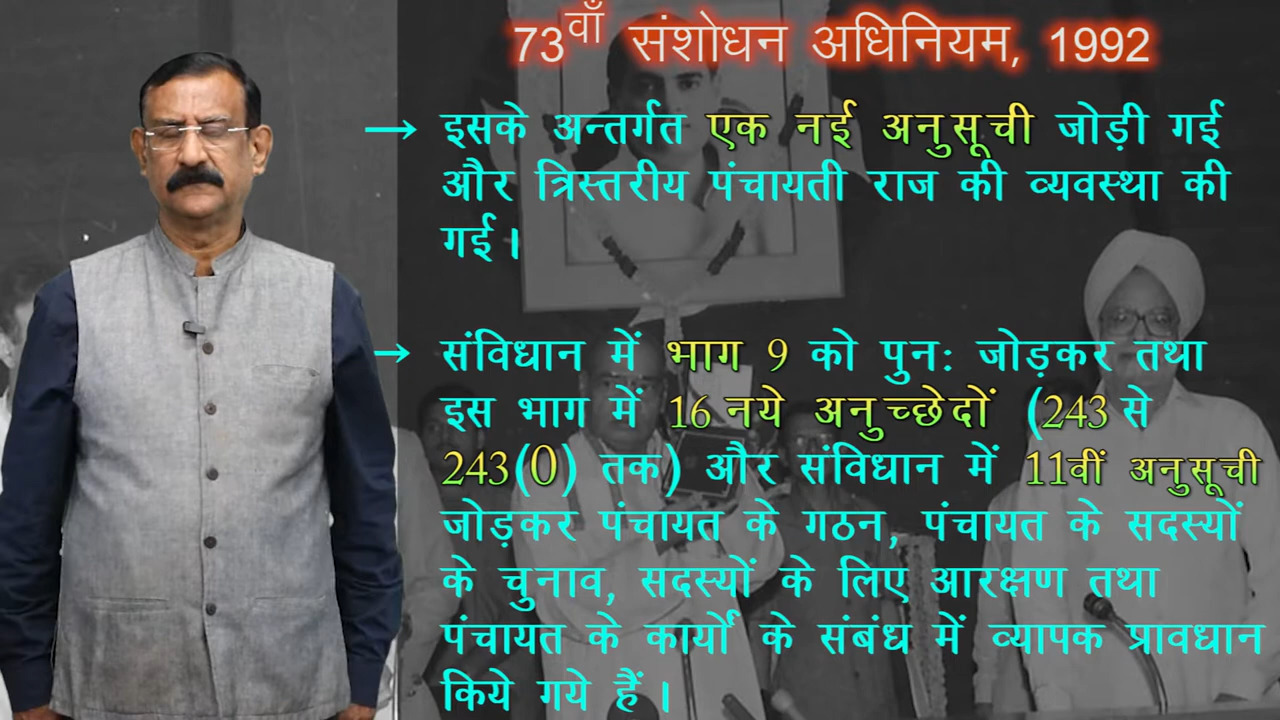 73वाँ संशोधन अधिनियम, 1992
→ इसके अन्तर्गत एक नई अनुसूची जोड़ी गई
और त्रिस्तरीय पंचायती राज की व्यवस्था की
गई।
→ संविधान में भाग 9 को पुन: जोड़कर तथा
इस भाग में 16 नये अनुच्छेदों (243 से
243(0) तक) और संविधान में 11वीं अनुसूची
जोड़कर पंचायत के गठन, पंचायत के सदस्यों
के चुनाव, सदस्यों के लिए आरक्षण तथा
पंचायत के कार्यों के संबंध में व्यापक प्रावधान
किये गये हैं।